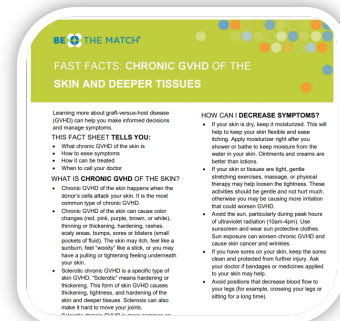 BE THE MATCH®
FAST FACTS: CHRONIC GVHD OF THE
SKIN AND DEEPER TISSUES
Learning more about graft-versus-host disease
(GVHD) can help you make informed decisions
and manage symptoms.
THIS FACT SHEET TELLS YOU:
• What chronic GVHD of the skin is
• How to ease symptoms
• How it can be treated
• When to call your doctor
WHAT IS CHRONIC GVHD OF THE SKIN?
• Chronic GVHD of the skin happens when the
donor's cells attack your skin. It is the most
common type of chronic GVHD.
• Chronic GVHD of the skin can cause color
changes (red, pink, purple, brown, or white),
thinning or thickening, hardening, rashes,
scaly areas, bumps, sores or blisters (small
pockets of fluid). The skin may itch, feel like a
sunburn, feel "woody" like a stick, or you may
have a pulling or tightening feeling underneath
your skin.
• Sclerotic chronic GVHD is a specific type of
skin GVHD. "Sclerotic" means hardening or
thickening. This form of skin GVHD causes
thickening, tightness, and hardening of the
skin and deeper tissues. Sclerosis can also
make it hard to move your joints.
HOW CAN I DECREASE SYMPTOMS?
• If your skin is dry, keep it moisturized. This will
help to keep your skin flexible and ease
itching. Apply moisturizer right after you
shower or bathe to keep moisture from the
water in your skin. Ointments and creams are
better than lotions.
• If your skin or tissues are tight, gentle
stretching exercises, massage, or physical
therapy may help loosen the tightness. These
activities should be gentle and not hurt much,
otherwise you may be causing more irritation
that could worsen GVHD.
• Avoid the sun, particularly during peak hours
of ultraviolet radiation (10am-4pm). Use
sunscreen and wear sun protective clothes.
Sun exposure can worsen chronic GVHD and
cause skin cancer and wrinkles.
• If you have sores on your skin, keep the sores
clean and protected from further injury. Ask
your doctor if bandages or medicines applied
to your skin may help.
• Avoid positions that decrease blood flow to
your legs (for example, crossing your legs or
sitting for a long time).